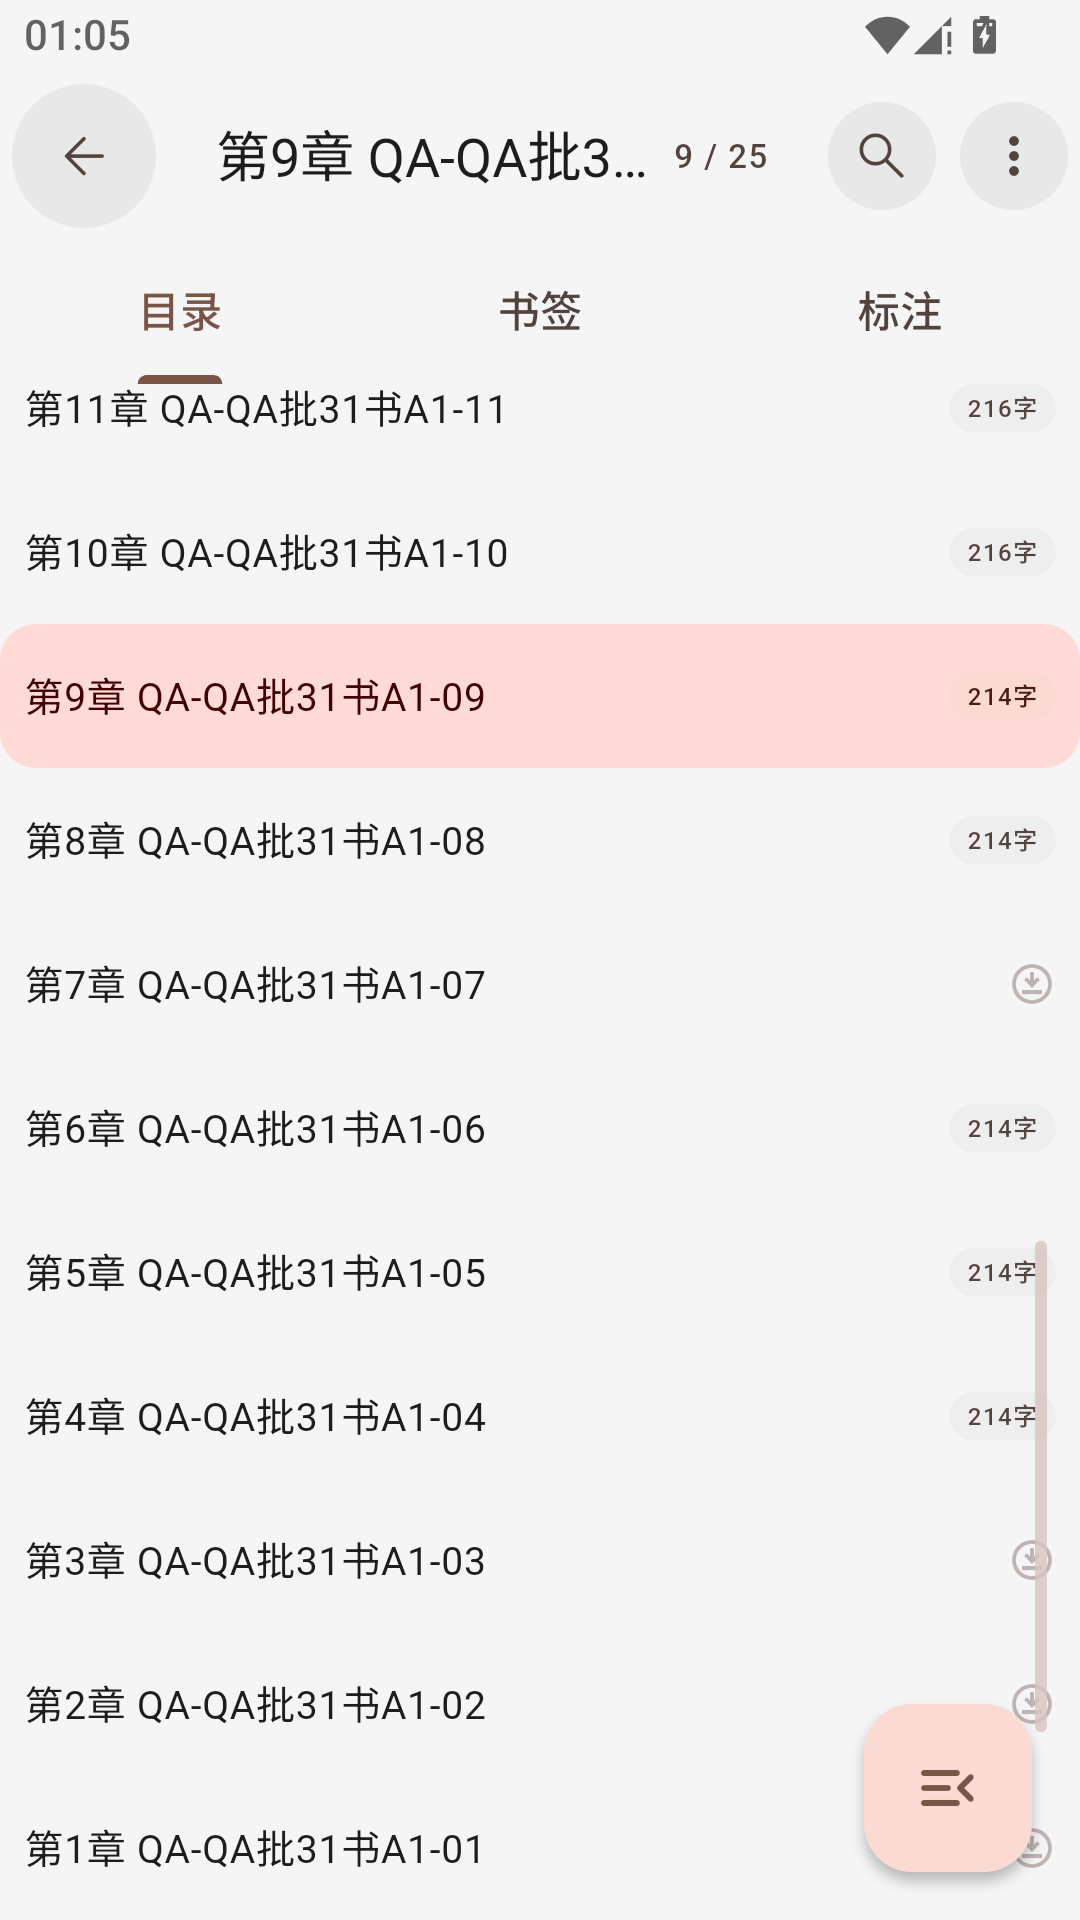 01:05
第9章 QA-QA批3... 9 / 25
目录 书签 标注
第11章 QA-QA批31书A1-11 216字
第10章 QA-QA批31书A1-10 216字
第9章 QA-QA批31书A1-09 214字
第8章 QA-QA批31书A1-08 214字
第7章 QA-QA批31书A1-07
第6章 QA-QA批31书A1-06 214字
第5章 QA-QA批31书A1-05 214字
第4章 QA-QA批31书A1-04 214字
第3章 QA-QA批31书A1-03
第2章 QA-QA批31书A1-02
第1章 QA-QA批31书A1-01